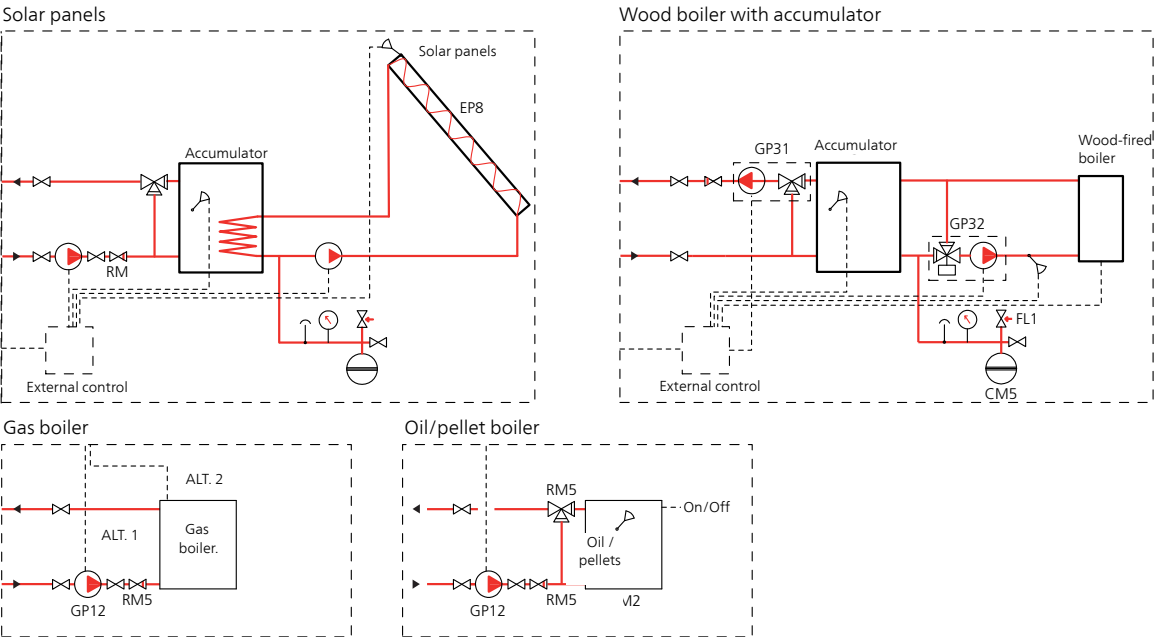 Solar panels
Solar panels
EP8
Accumulator
RM
External control
Wood boiler with accumulator
GP31
Accumulator
Wood-fired
boiler
GP32
FL1
External control
CM5
Gas boiler
ALT. 2
ALT. 1
Gas
boiler.
GP12
RM5
Oil/pellet boiler
RM5
On/Off
Oil /
pellets
GP12
RM5